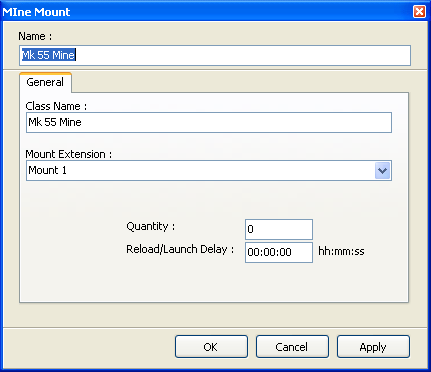 MIne Mount
Name :
Mk 55 Mine
General
Class Name :
Mk 55 Mine
Mount Extension :
Mount 1
Quantity : 0
Reload/Launch Delay : 00:00:00 hh:mm:ss
OK Cancel Apply